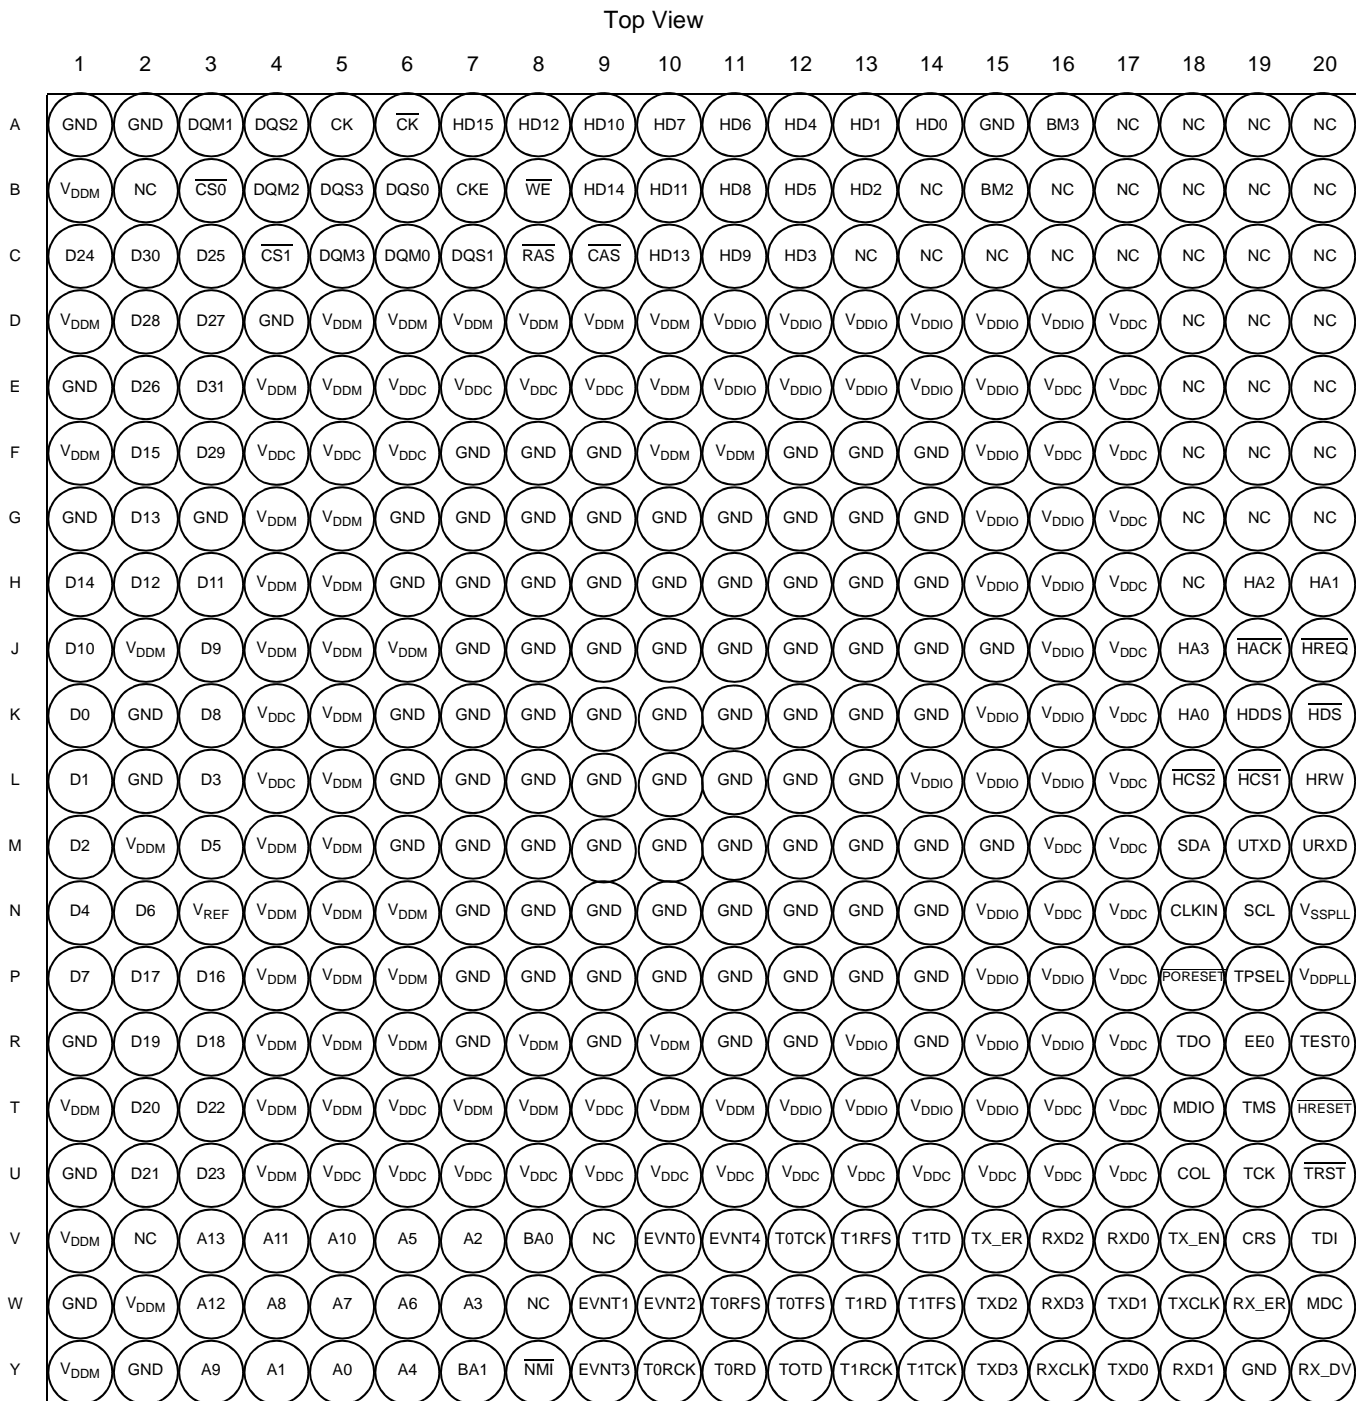 Top View
1 2 3 4 5 6 7 8 9 10 11 12 13 14 15 16 17 18 19 20
A GND GND DQM1 DQS2 CK CK HD15 HD12 HD10 HD7 HD6 HD4 HD1 HD0 GND BM3 NC NC NC NC
B VDDM NC CS0 DQM2 DQS3 DQS0 CKE WE HD14 HD11 HD8 HD5 HD2 NC BM2 NC NC NC NC NC
C D24 D30 D25 CS1 DQM3 DQM0 DQS1 RAS CAS HD13 HD9 HD3 NC NC NC NC NC NC NC NC
D VDDM D28 D27 GND VDDM VDDM VDDM VDDM VDDM VDDM VDDIO VDDIO VDDIO VDDIO VDDIO VDDIO VDDC NC NC NC
E GND D26 D31 VDDM VDDM VDDC VDDC VDDC VDDC VDDM VDDIO VDDIO VDDIO VDDIO VDDIO VDDC VDDC NC NC NC
F VDDM D15 D29 VDDC VDDC VDDC GND GND GND VDDM VDDM GND GND GND VDDIO VDDC VDDC NC NC NC
G GND D13 GND VDDM VDDM GND GND GND GND GND GND GND GND GND VDDIO VDDIO VDDC NC NC NC
H D14 D12 D11 VDDM VDDM GND GND GND GND GND GND GND GND GND VDDIO VDDIO VDDC NC HA2 HA1
J D10 VDDM D9 VDDM VDDM VDDM GND GND GND GND GND GND GND GND GND VDDIO VDDC HA3 HACK HREQ
K D0 GND D8 VDDC VDDM GND GND GND GND GND GND GND GND GND VDDIO VDDIO VDDC HA0 HDDS HDS
L D1 GND D3 VDDC VDDM GND GND GND GND GND GND GND GND VDDIO VDDIO VDDIO VDDC HCS2 HCS1 HRW
M D2 VDDM D5 VDDM VDDM GND GND GND GND GND GND GND GND GND GND VDDC VDDC SDA UTXD URXD
N D4 D6 VREF VDDM VDDM VDDM GND GND GND GND GND GND GND GND VDDIO VDDC VDDC CLKIN SCL VSSPLL
P D7 D17 D16 VDDM VDDM VDDM GND GND GND GND GND GND GND GND VDDIO VDDIO VDDC PORESET TPSEL VDDPLL
R GND D19 D18 VDDM VDDM VDDM GND VDDM GND VDDM GND GND VDDIO GND VDDIO VDDIO VDDC TDO EE0 TEST0
T VDDM D20 D22 VDDM VDDM VDDC VDDM VDDM VDDC VDDM VDDM VDDIO VDDIO VDDIO VDDIO VDDC VDDC MDIO TMS HRESET
U GND D21 D23 VDDM VDDC VDDC VDDC VDDC VDDC VDDC VDDC VDDC VDDC VDDC VDDC VDDC VDDC COL TCK TRST
V VDDM NC A13 A11 A10 A5 A2 BA0 NC EVNT0 EVNT4 T0TCK T1RFS T1TD TX_ER RXD2 RXD0 TX_EN CRS TDI
W GND VDDM A12 A8 A7 A6 A3 NC EVNT1 EVNT2 T0RFS T0TFS T1RD T1TFS TXD2 RXD3 TXD1 TXCLK RX_ER MDC
Y VDDM GND A9 A1 A0 A4 BA1 NMI EVNT3 T0RCK T0RD TOTD T1RCK T1TCK TXD3 RXCLK TXD0 RXD1 GND RX_DV